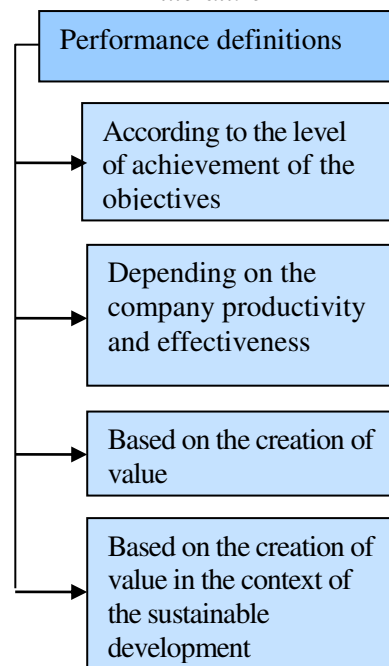 Performance definitions
According to the level
of achievement of the
objectives
Depending on the
company productivity
and effectiveness
Based on the creation of
value
Based on the creation of
value in the context of
the sustainable
development